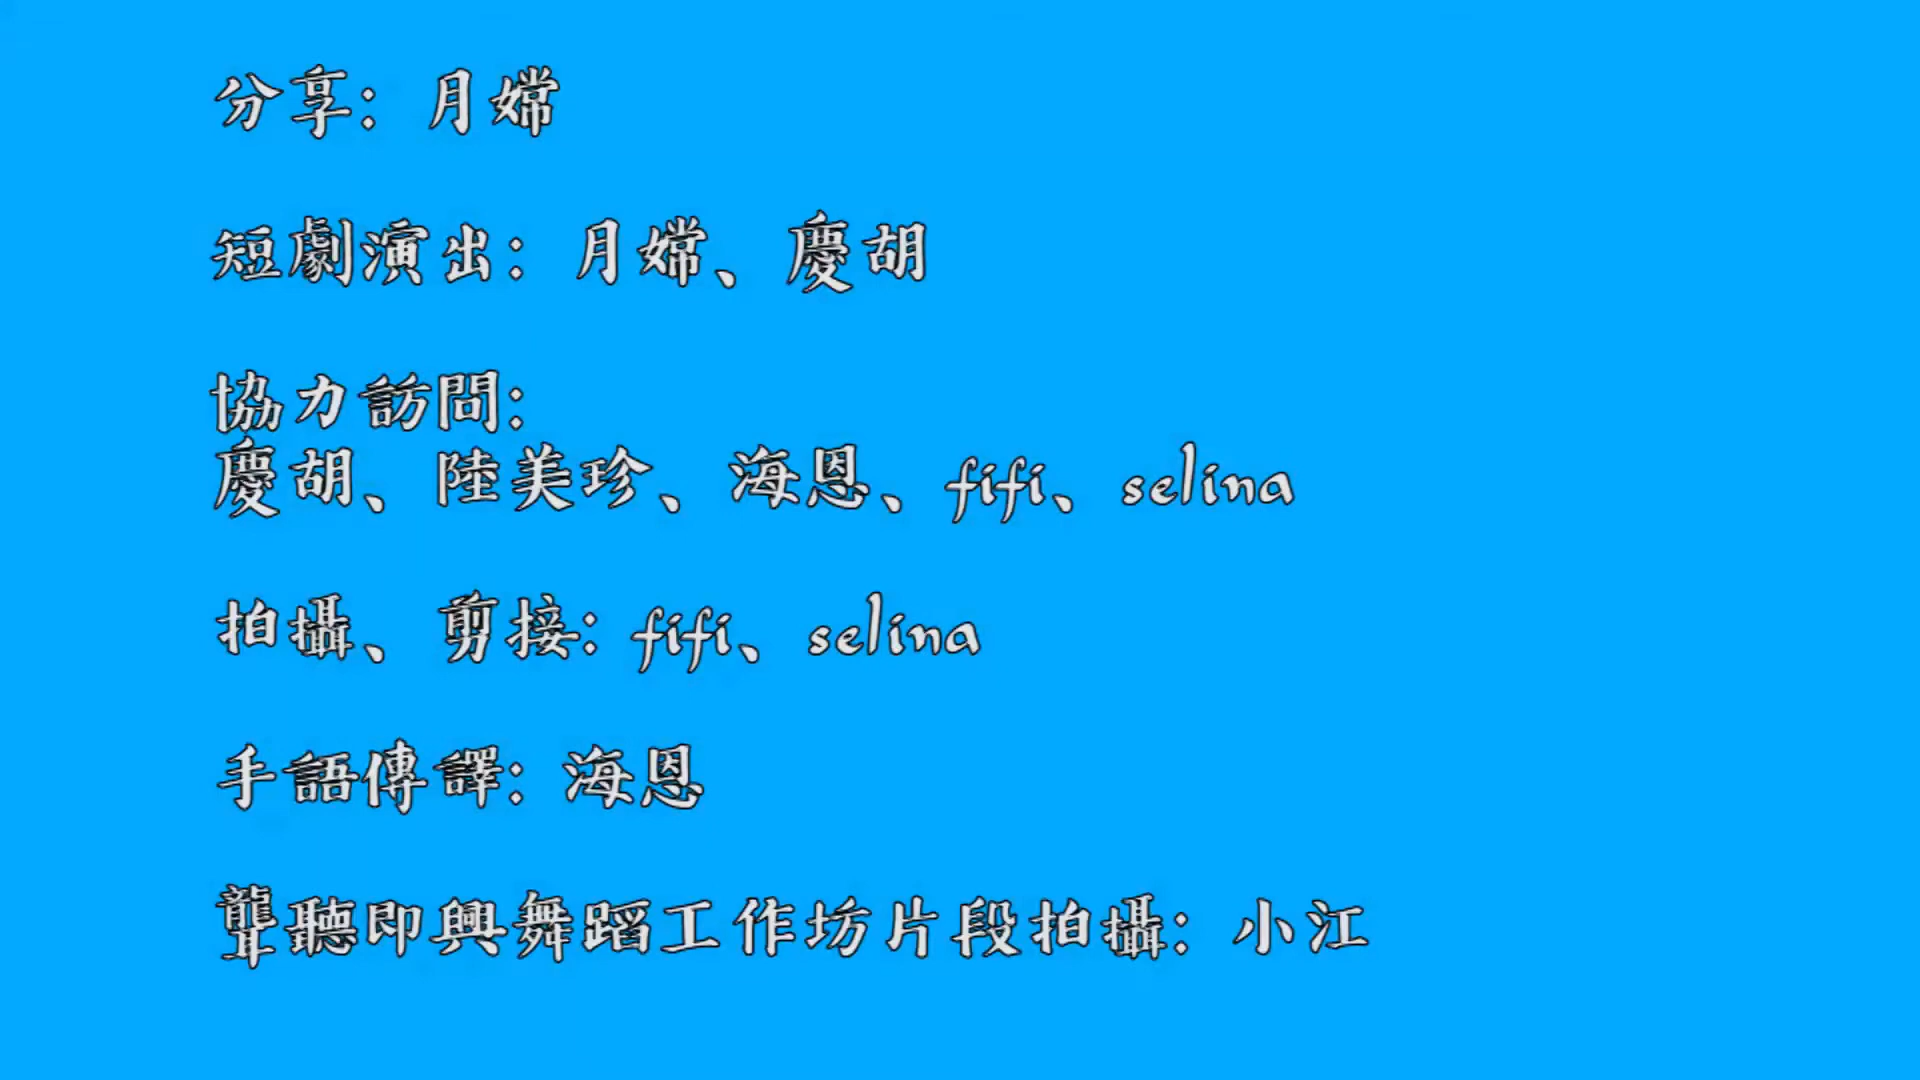 分享: 月嫦
短劇演出: 月嫦、慶胡
協力訪問:
慶胡、陸美珍、海恩、fifi、selina
拍攝、剪接: fifi、selina
手語傳譯: 海恩
聾聽即興舞蹈工作坊片段拍攝: 小江